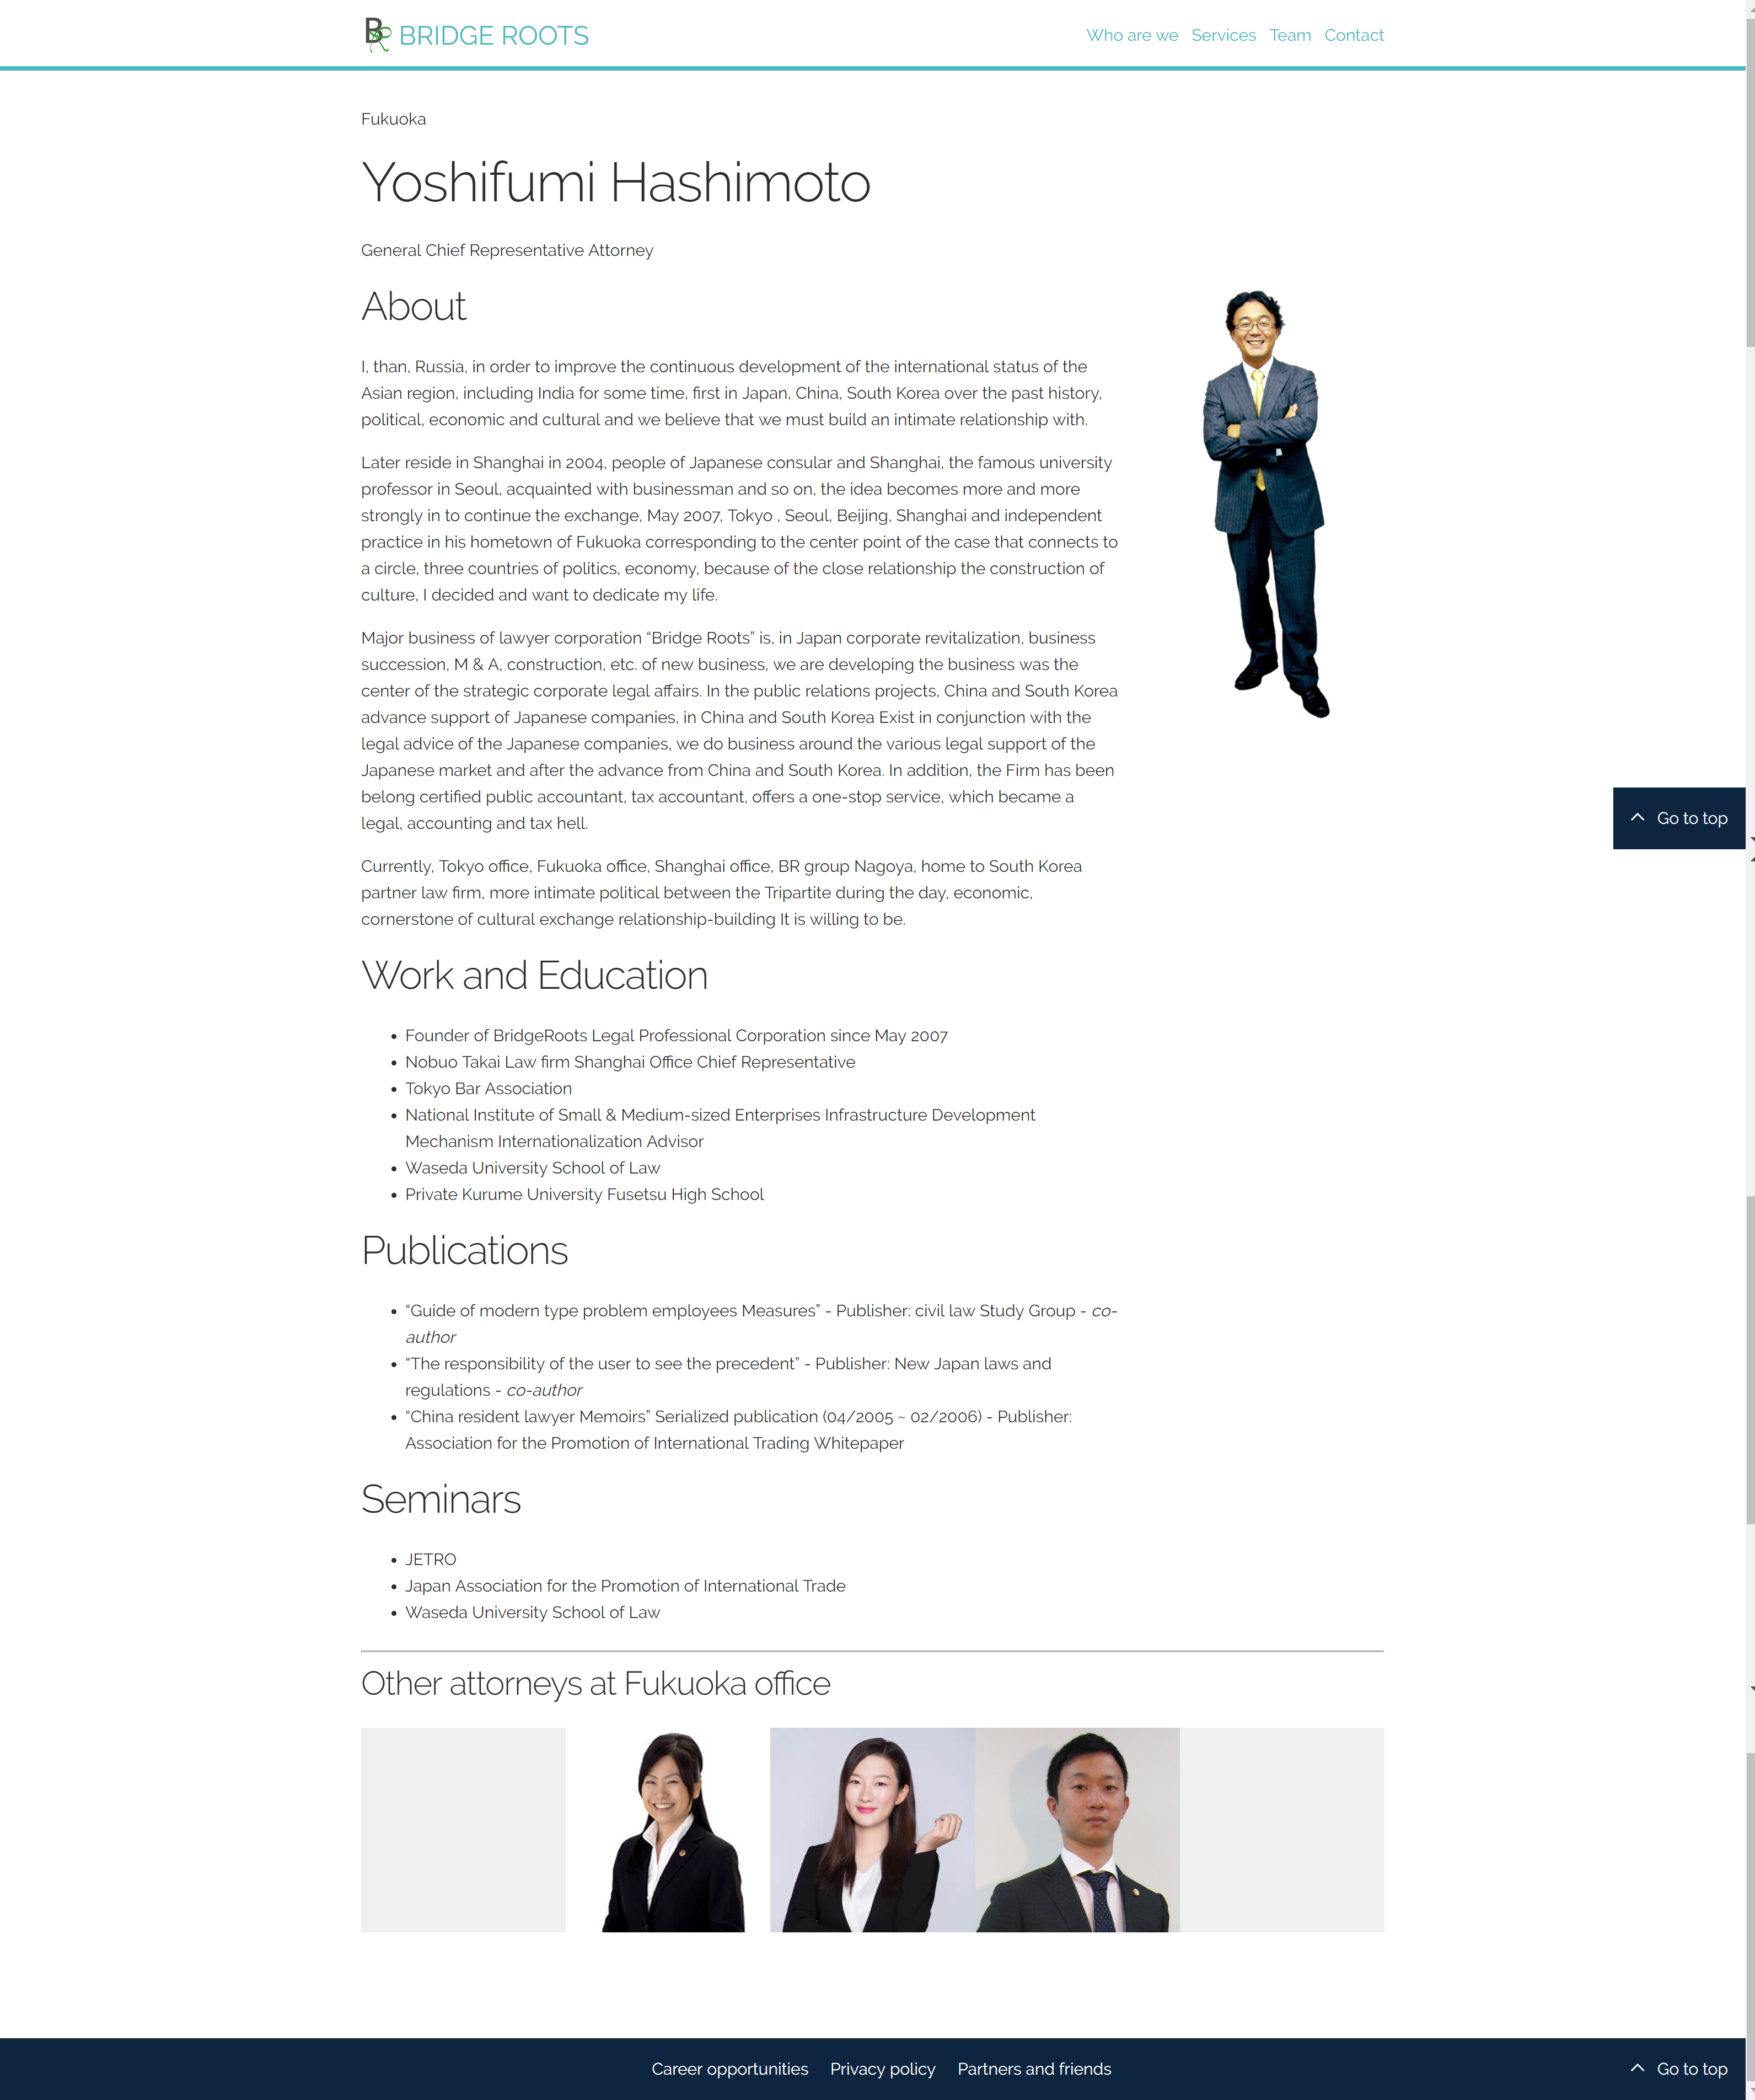 BR BRIDGE ROOTS
Who are we Services Team Contact
Fukuoka
Yoshifumi Hashimoto
General Chief Representative Attorney
About
I, than, Russia, in order to improve the continuous development of the international status of the
Asian region, including India for some time, first in Japan, China, South Korea over the past history,
political, economic and cultural and we believe that we must build an intimate relationship with.
Later reside in Shanghai in 2004, people of Japanese consular and Shanghai, the famous university
professor in Seoul, acquainted with businessman and so on, the idea becomes more and more
strongly in to continue the exchange, May 2007, Tokyo , Seoul, Beijing, Shanghai and independent
practice in his hometown of Fukuoka corresponding to the center point of the case that connects to
a circle, three countries of politics, economy, because of the close relationship the construction of
culture, I decided and want to dedicate my life.
Major business of lawyer corporation “Bridge Roots” is, in Japan corporate revitalization, business
succession, M & A, construction, etc. of new business, we are developing the business was the
center of the strategic corporate legal affairs. In the public relations projects, China and South Korea
advance support of Japanese companies, in China and South Korea Exist in conjunction with the
legal advice of the Japanese companies, we do business around the various legal support of the
Japanese market and after the advance from China and South Korea. In addition, the Firm has been
belong certified public accountant, tax accountant, offers a one-stop service, which became a
legal, accounting and tax hell.
Go to top
Currently, Tokyo office, Fukuoka office, Shanghai office, BR group Nagoya, home to South Korea
partner law firm, more intimate political between the Tripartite during the day, economic,
cornerstone of cultural exchange relationship-building It is willing to be.
Work and Education
• Founder of BridgeRoots Legal Professional Corporation since May 2007
• Nobuo Takai Law firm Shanghai Office Chief Representative
• Tokyo Bar Association
• National Institute of Small & Medium-sized Enterprises Infrastructure Development
Mechanism Internationalization Advisor
• Waseda University School of Law
• Private Kurume University Fusetsu High School
Publications
• “Guide of modern type problem employees Measures” - Publisher: civil law Study Group - co-
author
• “The responsibility of the user to see the precedent” - Publisher: New Japan laws and
regulations - co-author
• “China resident lawyer Memoirs” Serialized publication (04/2005 ~ 02/2006) - Publisher:
Association for the Promotion of International Trading Whitepaper
Seminars
• JETRO
• Japan Association for the Promotion of International Trade
• Waseda University School of Law
Other attorneys at Fukuoka office
Career opportunities Privacy policy Partners and friends
Go to top